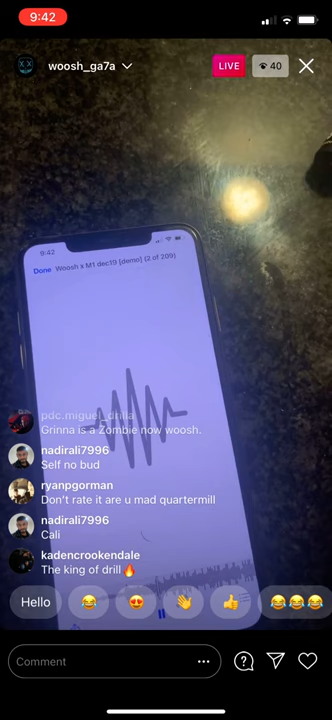 9:42
woosh_ga7a
LIVE
40
9:42
Done Woosh x M1 dec19 [demo] (2 of 209)
pdc.miguel_drilla
Grinna is a Zombie now woosh.
nadirali7996
Self no bud
ryanpgorman
Don't rate it are u mad quartermill
nadirali7996
Cali
kadencrookendale
The king of drill🔥
Hello 😂 😍 👋 👍 😂😂😂
Comment